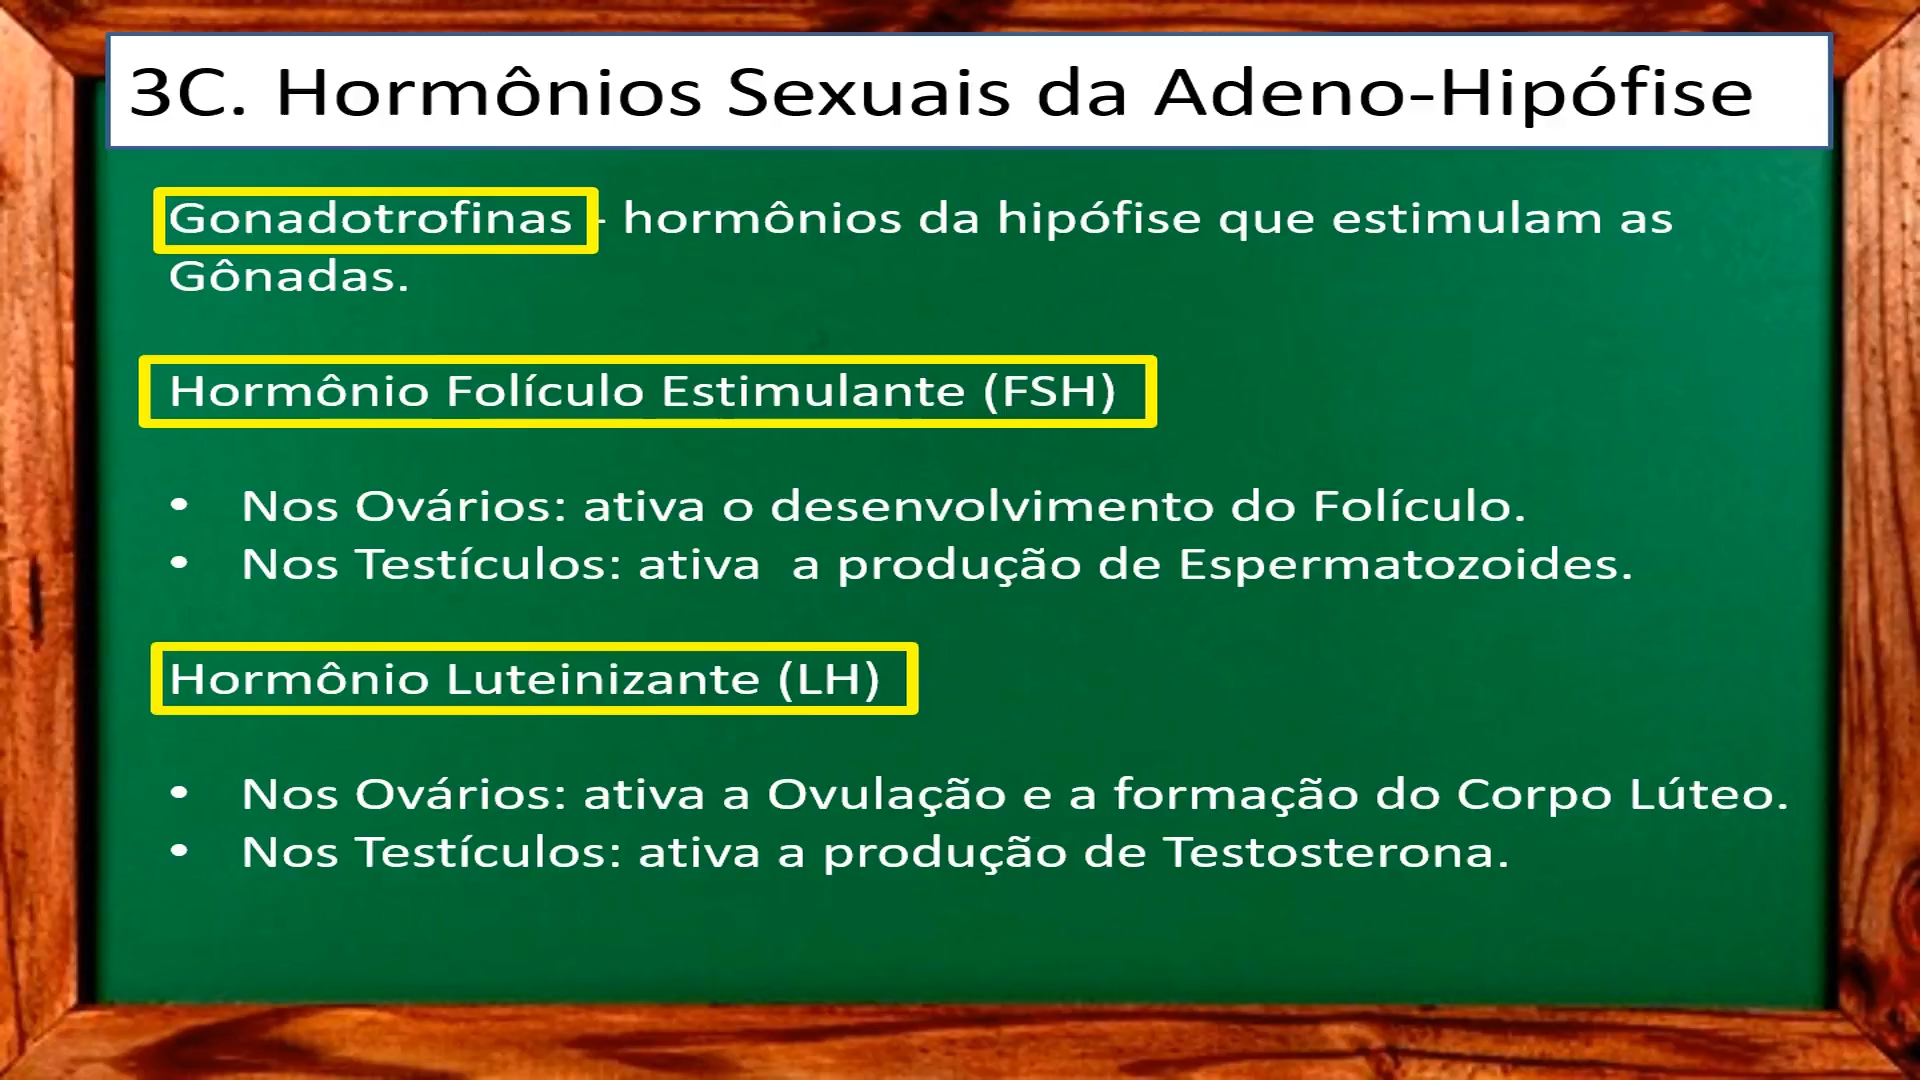 3C. Hormônios Sexuais da Adeno-Hipófise
Gonadotrofinas - hormônios da hipófise que estimulam as
Gônadas.
Hormônio Folículo Estimulante (FSH)
• Nos Ovários: ativa o desenvolvimento do Folículo.
• Nos Testículos: ativa  a produção de Espermatozoides.
Hormônio Luteinizante (LH)
• Nos Ovários: ativa a Ovulação e a formação do Corpo Lúteo.
• Nos Testículos: ativa a produção de Testosterona.